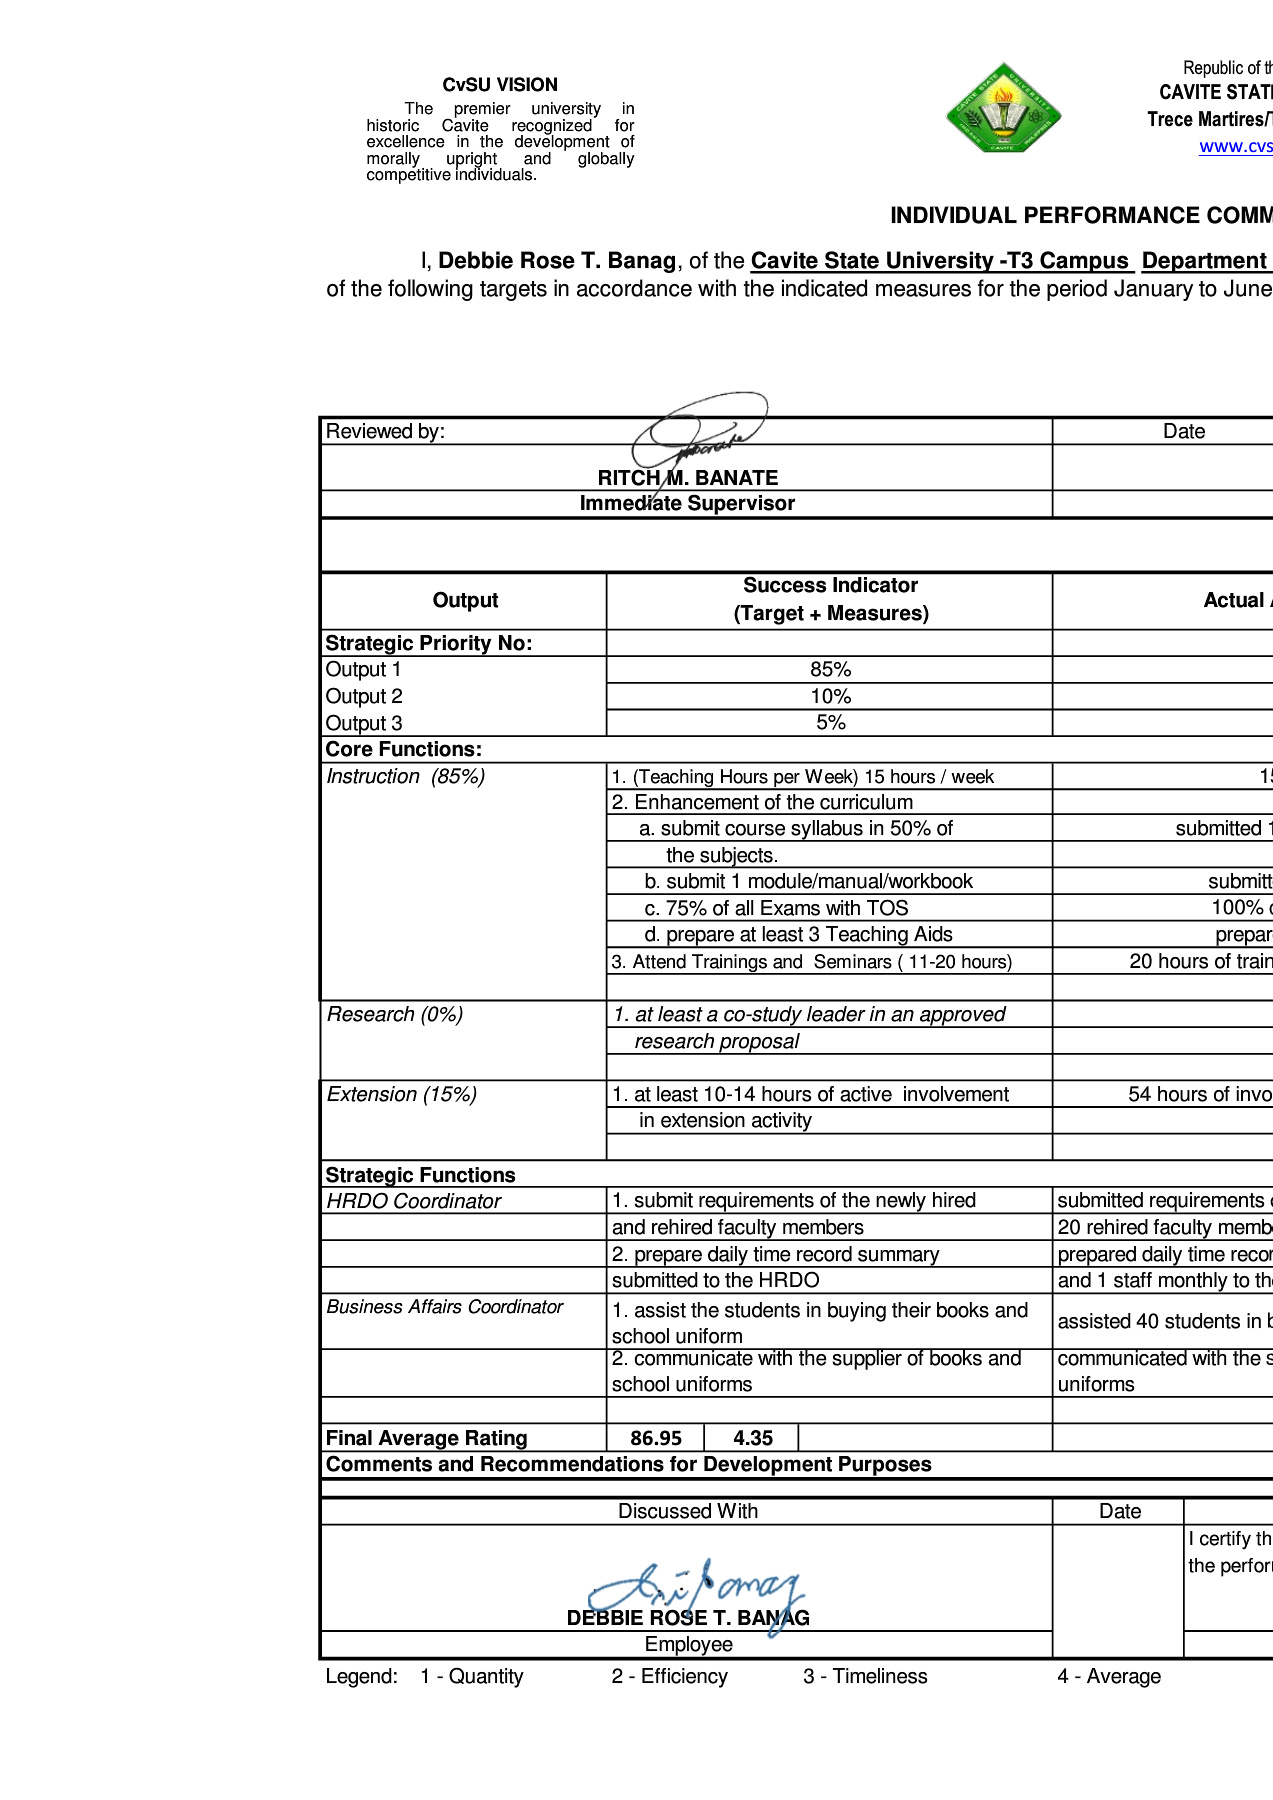 CvSU VISION
The premier university in
historic Cavite recognized for
excellence in the development of
morally upright and globally
competitive individuals.
Republic of th
CAVITE STATE
Trece Martires/T
www.cvs
INDIVIDUAL PERFORMANCE COMM
I, Debbie Rose T. Banag, of the Cavite State University -T3 Campus Department
of the following targets in accordance with the indicated measures for the period January to June
Reviewed by: Date
RITCH M. BANATE
Immediate Supervisor
Output Success Indicator Actual A
(Target + Measures)
Strategic Priority No:
Output 1 85%
Output 2 10%
Output 3 5%
Core Functions:
Instruction (85%) 1. (Teaching Hours per Week) 15 hours / week 15
2. Enhancement of the curriculum
a. submit course syllabus in 50% of submitted 1
the subjects.
b. submit 1 module/manual/workbook submitte
c. 75% of all Exams with TOS 100% o
d. prepare at least 3 Teaching Aids prepar
3. Attend Trainings and Seminars ( 11-20 hours) 20 hours of train
Research (0%) 1. at least a co-study leader in an approved
research proposal
Extension (15%) 1. at least 10-14 hours of active involvement 54 hours of invo
in extension activity
Strategic Functions
HRDO Coordinator 1. submit requirements of the newly hired submitted requirements o
and rehired faculty members 20 rehired faculty membe
2. prepare daily time record summary prepared daily time recor
submitted to the HRDO and 1 staff monthly to the
Business Affairs Coordinator 1. assist the students in buying their books and assisted 40 students in b
school uniform
2. communicate with the supplier of books and communicated with the s
school uniforms uniforms
Final Average Rating 86.95 4.35
Comments and Recommendations for Development Purposes
Discussed With Date
I certify th
the perform
DEBBIE ROSE T. BANAG
Employee
Legend: 1 - Quantity 2 - Efficiency 3 - Timeliness 4 - Average